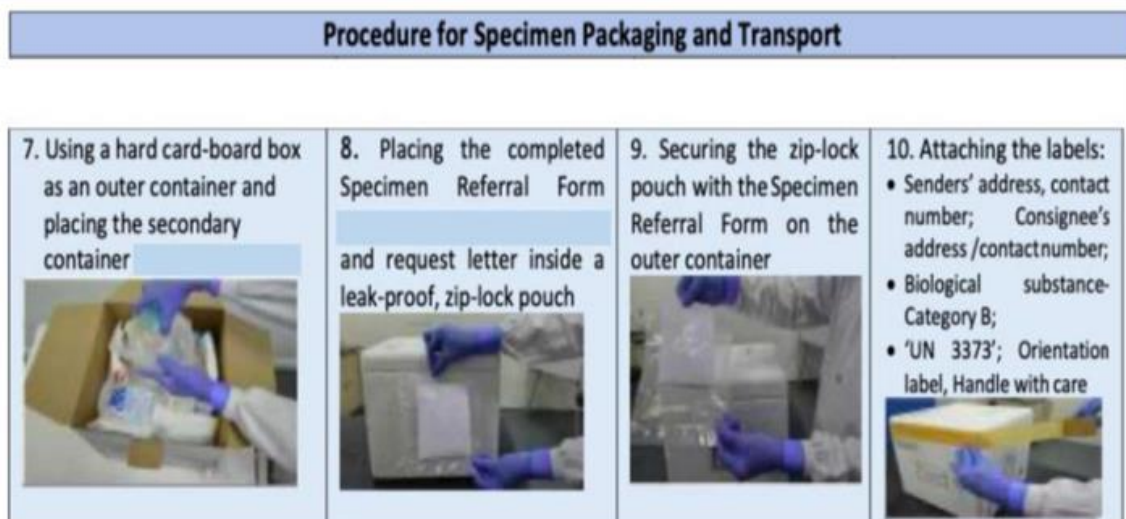 Procedure for Specimen Packaging and Transport
7. Using a hard card-board box
as an outer container and
placing the secondary
container
8. Placing the completed
Specimen Referral Form
and request letter inside a
leak-proof, zip-lock pouch
9. Securing the zip-lock
pouch with the Specimen
Referral Form on the
outer container
10. Attaching the labels:
• Senders' address, contact
number; Consignee's
address /contactnumber;
• Biological substance-
Category B;
• 'UN 3373'; Orientation
label, Handle with care